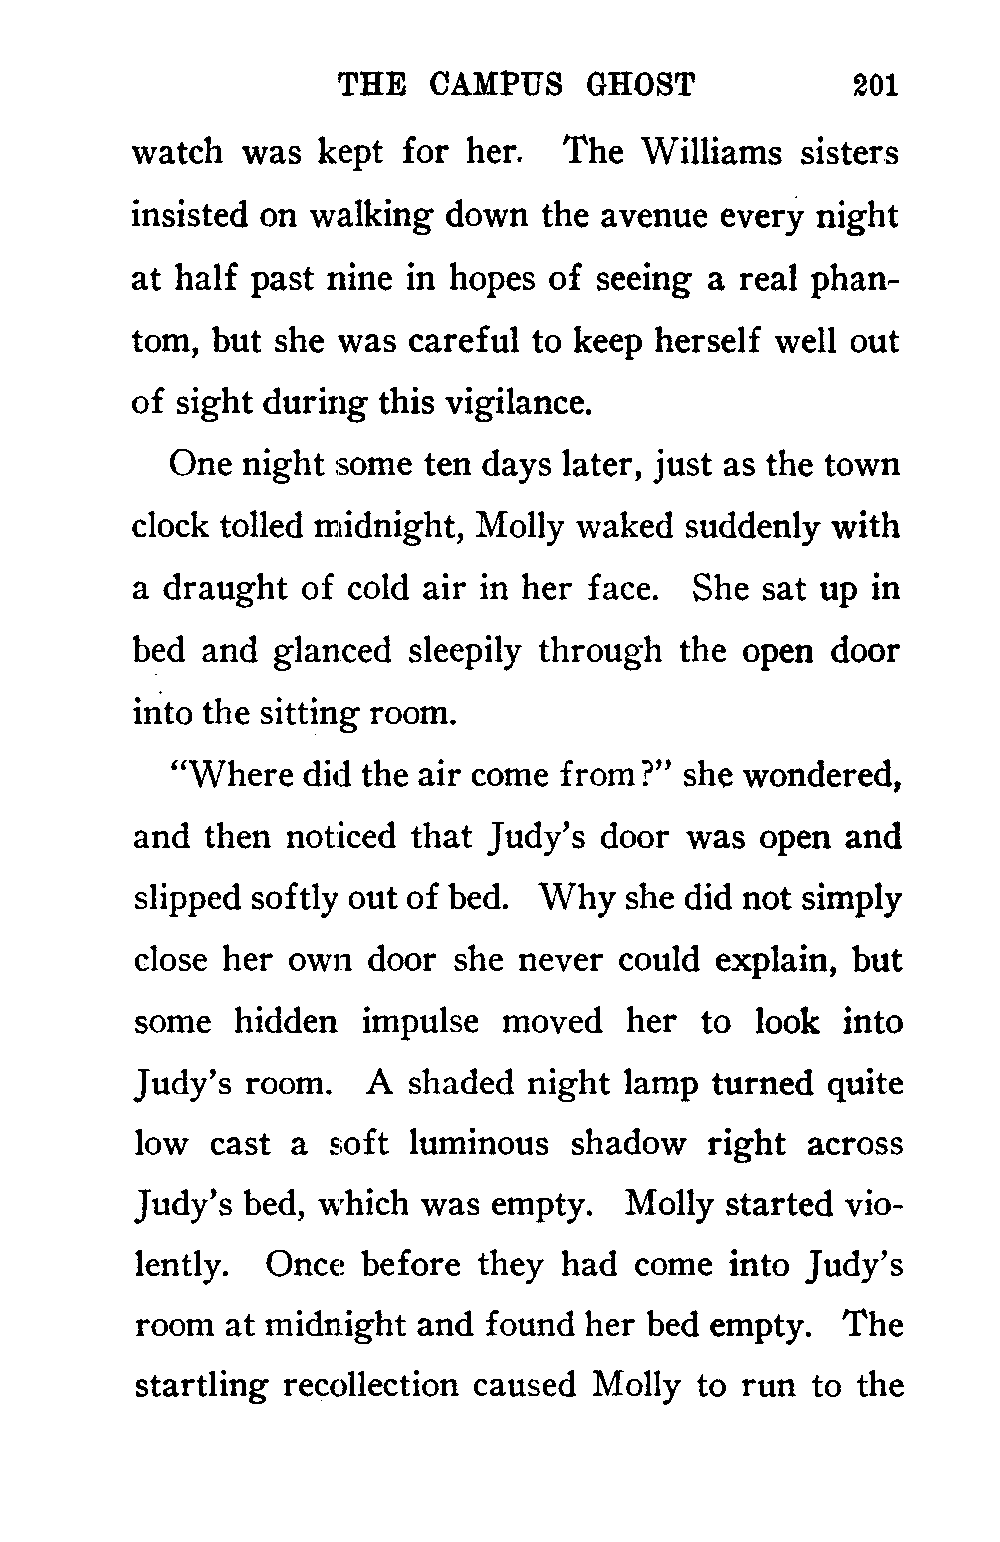 THE CAMPUS GHOST 201
watch was kept for her. The Williams sisters
insisted on walking down the avenue every night
at half past nine in hopes of seeing a real phan-
tom, but she was careful to keep herself well out
of sight during this vigilance.
One night some ten days later, just as the town
clock tolled midnight, Molly waked suddenly with
a draught of cold air in her face. She sat up in
bed and glanced sleepily through the open door
into the sitting room.
“Where did the air come from?” she wondered,
and then noticed that Judy’s door was open and
slipped softly out of bed. Why she did not simply
close her own door she never could explain, but
some hidden impulse moved her to look into
Judy’s room. A shaded night lamp turned quite
low cast a soft luminous shadow right across
Judy’s bed, which was empty. Molly started vio-
lently. Once before they had come into Judy’s
room at midnight and found her bed empty. The
startling recollection caused Molly to run to the